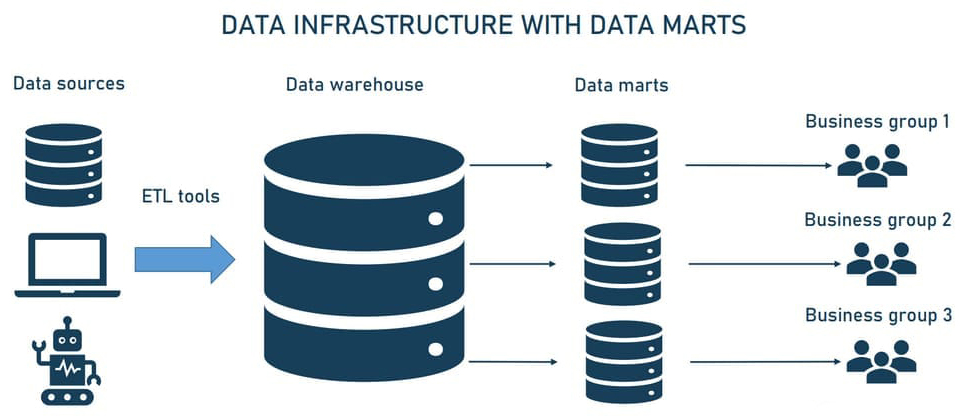 DATA INFRASTRUCTURE WITH DATA MARTS
Data sources
Data warehouse
Data marts
ETL tools
Business group 1
Business group 2
Business group 3